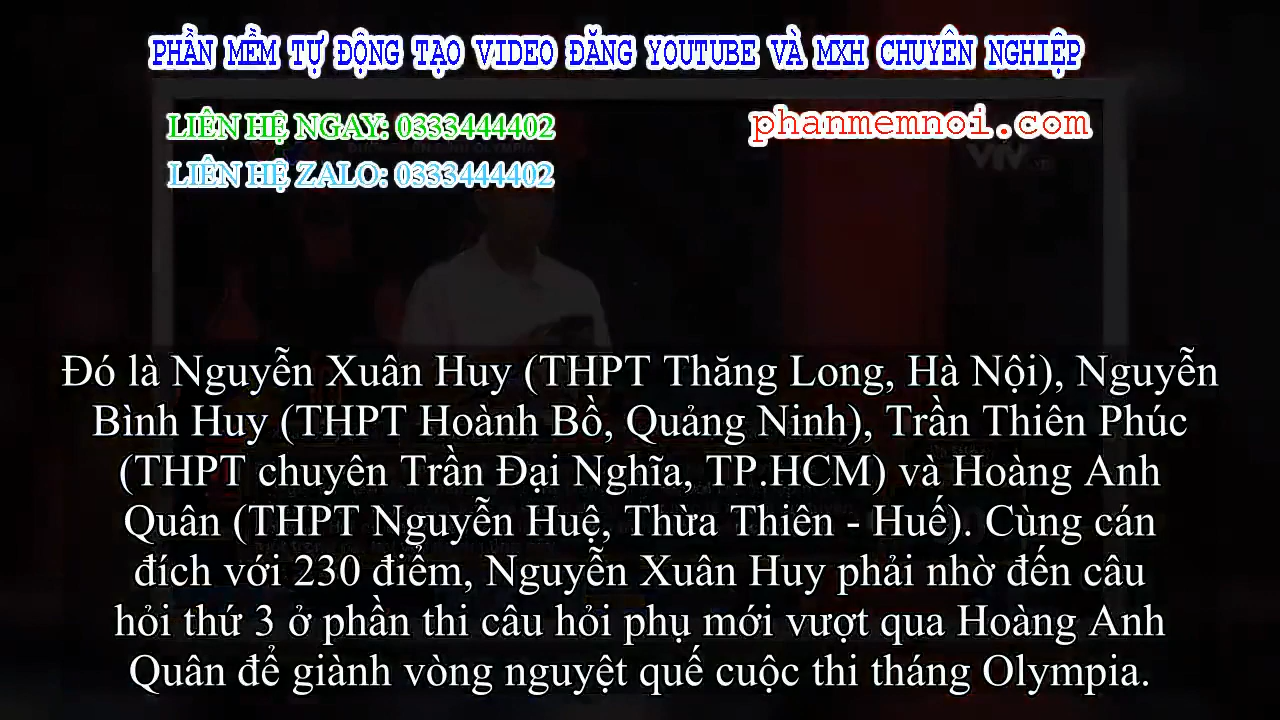 PHẦN MỀM TỰ ĐỘNG TẠO VIDEO ĐĂNG YOUTUBE VÀ MXH CHUYÊN NGHIỆP
LIÊN HỆ NGAY: 0333444402
phanmemnoi.com
LIÊN HỆ ZALO: 0333444402
Đó là Nguyễn Xuân Huy (THPT Thăng Long, Hà Nội), Nguyễn
Bình Huy (THPT Hoành Bồ, Quảng Ninh), Trần Thiên Phúc
(THPT chuyên Trần Đại Nghĩa, TP.HCM) và Hoàng Anh
Quân (THPT Nguyễn Huệ, Thừa Thiên - Huế). Cùng cán
đích với 230 điểm, Nguyễn Xuân Huy phải nhờ đến câu
hỏi thứ 3 ở phần thi câu hỏi phụ mới vượt qua Hoàng Anh
Quân để giành vòng nguyệt quế cuộc thi tháng Olympia.